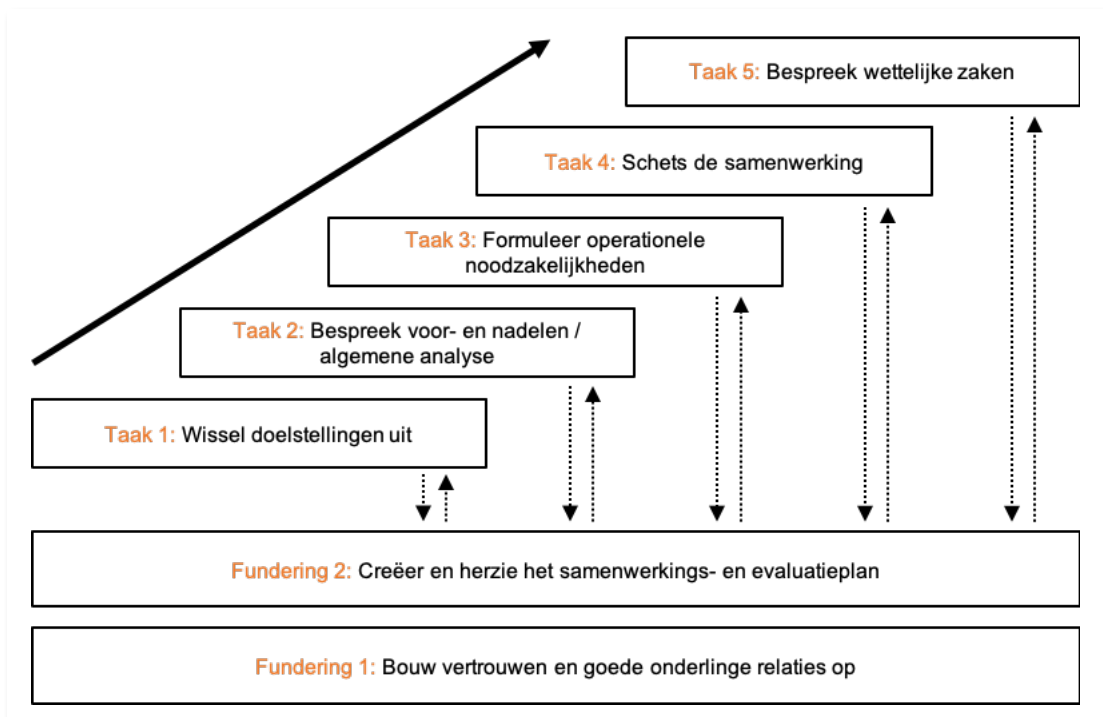 Taak 5: Bespreek wettelijke zaken
Taak 4: Schets de samenwerking
Taak 3: Formuleer operationele
noodzakelijkheden
Taak 2: Bespreek voor- en nadelen /
algemene analyse
Taak 1: Wissel doelstellingen uit
Fundering 2: Creëer en herzie het samenwerkings- en evaluatieplan
Fundering 1: Bouw vertrouwen en goede onderlinge relaties op